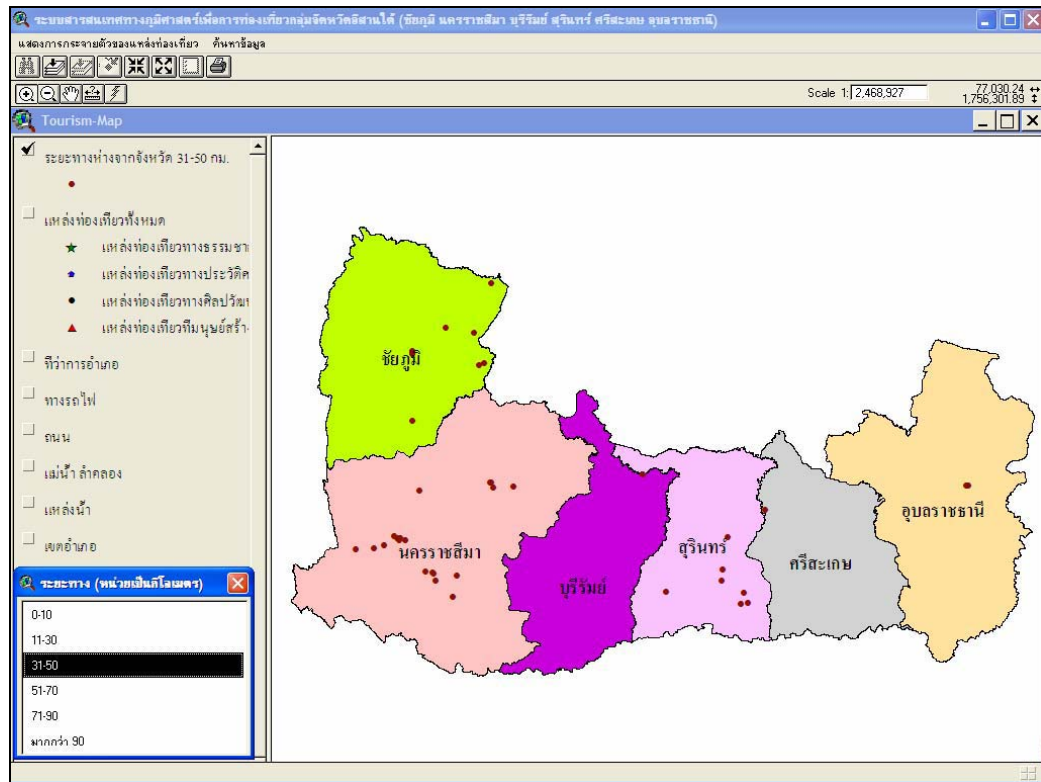 ระบบสารสนเทศทางภูมิศาสตร์เพื่อการท่องเที่ยวกลุ่มจังหวัดอีสานใต้ (ชัยภูมิ นครราชสีมา บุรีรัมย์ สุรินทร์ ศรีสะเกษ อุบลราชธานี)
แสดงการกระจายตัวของแหล่งท่องเที่ยว ค้นหาข้อมูล
Scale 1: 2,468,927
77,030.24
1,756,301.89
Tourism-Map
ระยะทางห่างจากจังหวัด 31-50 กม.
แหล่งท่องเที่ยวทั้งหมด
แหล่งท่องเที่ยวทางธรรมชา
แหล่งท่องเที่ยวทางประวัติศ
แหล่งท่องเที่ยวทางศิลปวัฒน
แหล่งท่องเที่ยวที่มนุษย์สร้า
ที่ว่าการอำเภอ
ทางรถไฟ
ถนน
แม่น้ำ ลำคลอง
แหล่งน้ำ
เขตอำเภอ
ระยะทาง (หน่วยเป็นกิโลเมตร)
0-10
11-30
31-50
51-70
71-90
มากกว่า 90
ชัยภูมิ
นครราชสีมา
บุรีรัมย์
สุรินทร์
ศรีสะเกษ
อุบลราชธานี